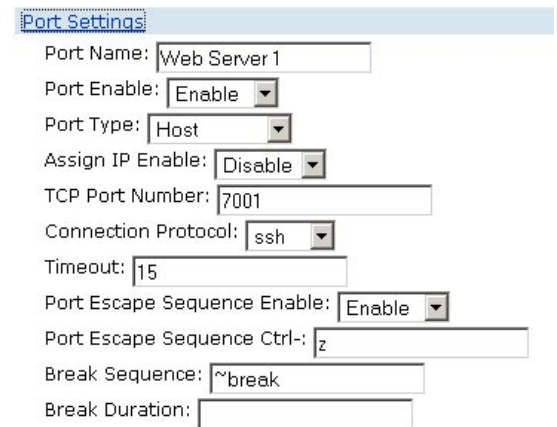 Port Settings
Port Name: Web Server 1
Port Enable: Enable
Port Type: Host
Assign IP Enable: Disable
TCP Port Number: 7001
Connection Protocol: ssh
Timeout: 15
Port Escape Sequence Enable: Enable
Port Escape Sequence Ctrl-: z
Break Sequence: ~break
Break Duration: